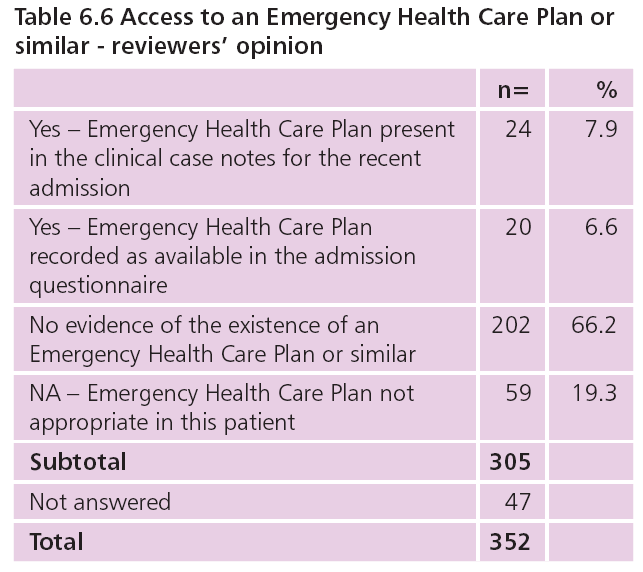 Table 6.6 Access to an Emergency Health Care Plan or
similar - reviewers’ opinion
n= %
Yes – Emergency Health Care Plan present 24 7.9
in the clinical case notes for the recent
admission
Yes – Emergency Health Care Plan 20 6.6
recorded as available in the admission
questionnaire
No evidence of the existence of an 202 66.2
Emergency Health Care Plan or similar
NA – Emergency Health Care Plan not 59 19.3
appropriate in this patient
Subtotal 305
Not answered 47
Total 352